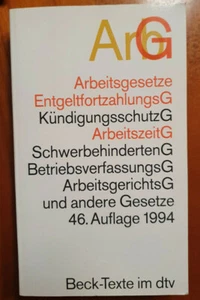 ArbG
Arbeitsgesetze
EntgeltfortzahlungsG
KündigungsschutzG
ArbeitszeitG
SchwerbehindertenG
BetriebsverfassungsG
ArbeitsgerichtsG
und andere Gesetze
46. Auflage 1994
Beck-Texte im dtv